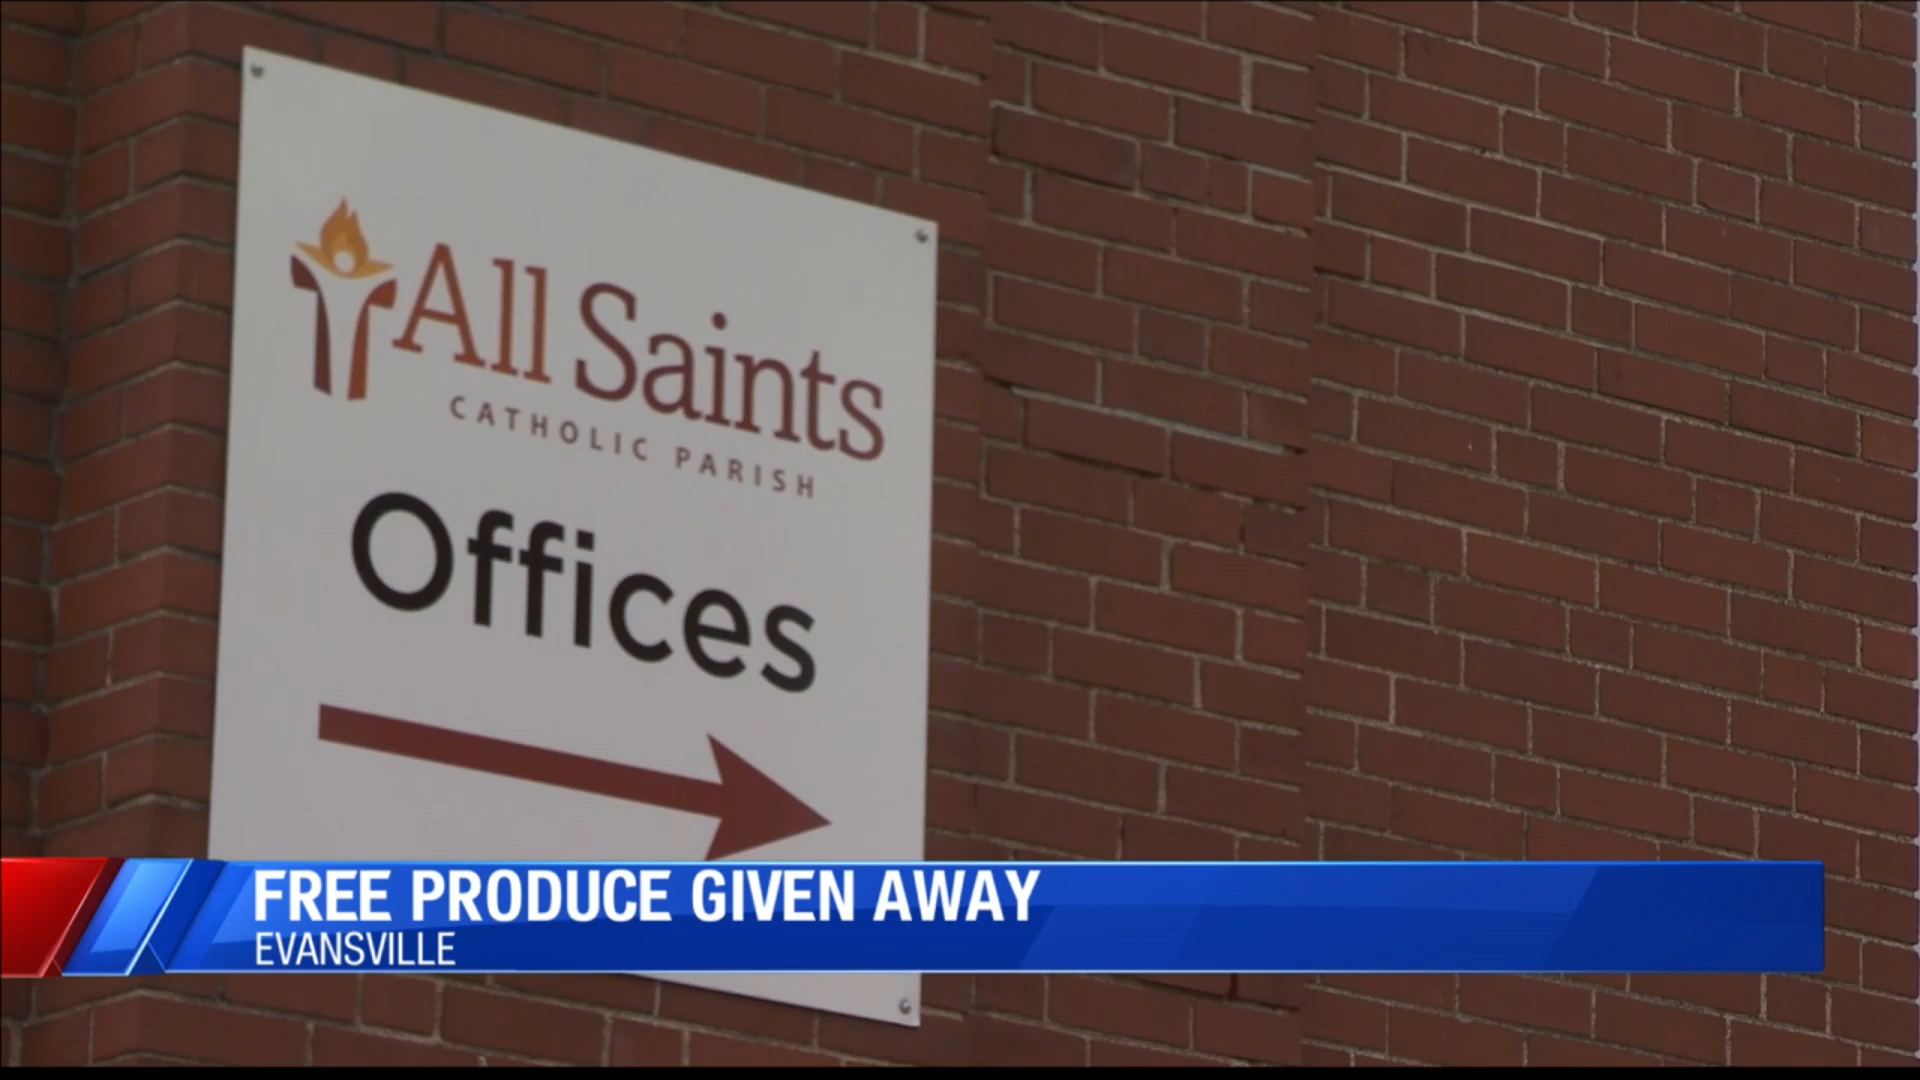 All Saints
CATHOLIC PARISH
Offices
FREE PRODUCE GIVEN AWAY
EVANSVILLE